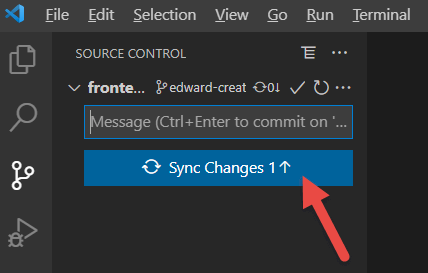 File Edit Selection View Go Run Terminal
SOURCE CONTROL
fronte... edward-creat 0↓
Message (Ctrl+Enter to commit on '...
Sync Changes 1↑